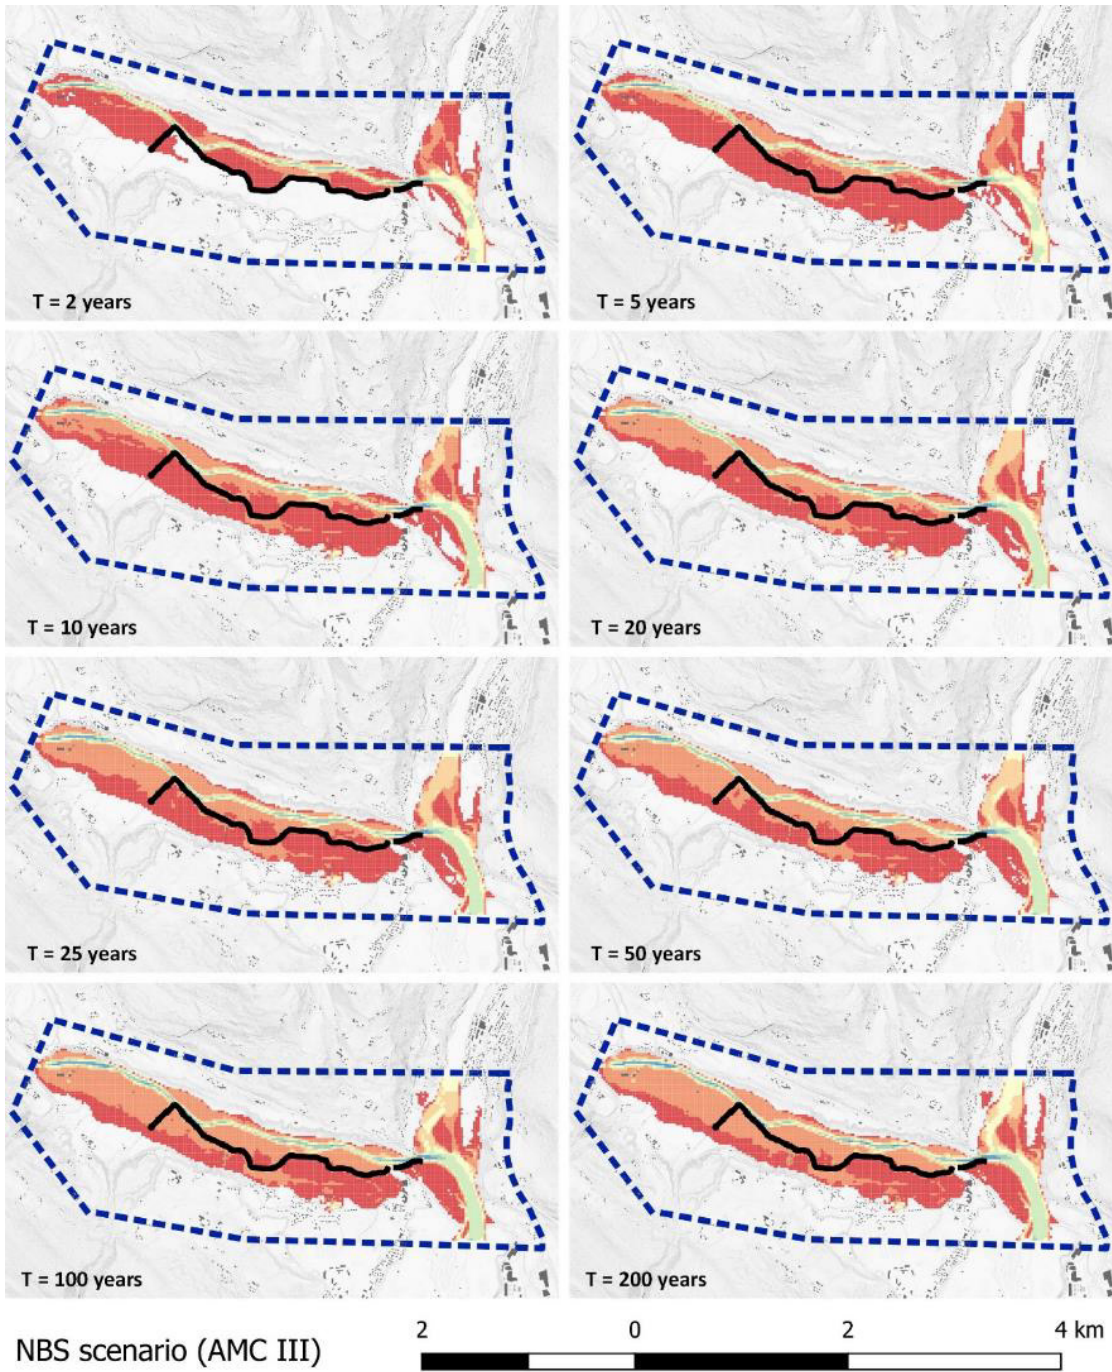 T = 2 years
T = 5 years
T = 10 years
T = 20 years
T = 25 years
T = 50 years
T = 100 years
T = 200 years
NBS scenario (AMC III)
2 0 2 4 km